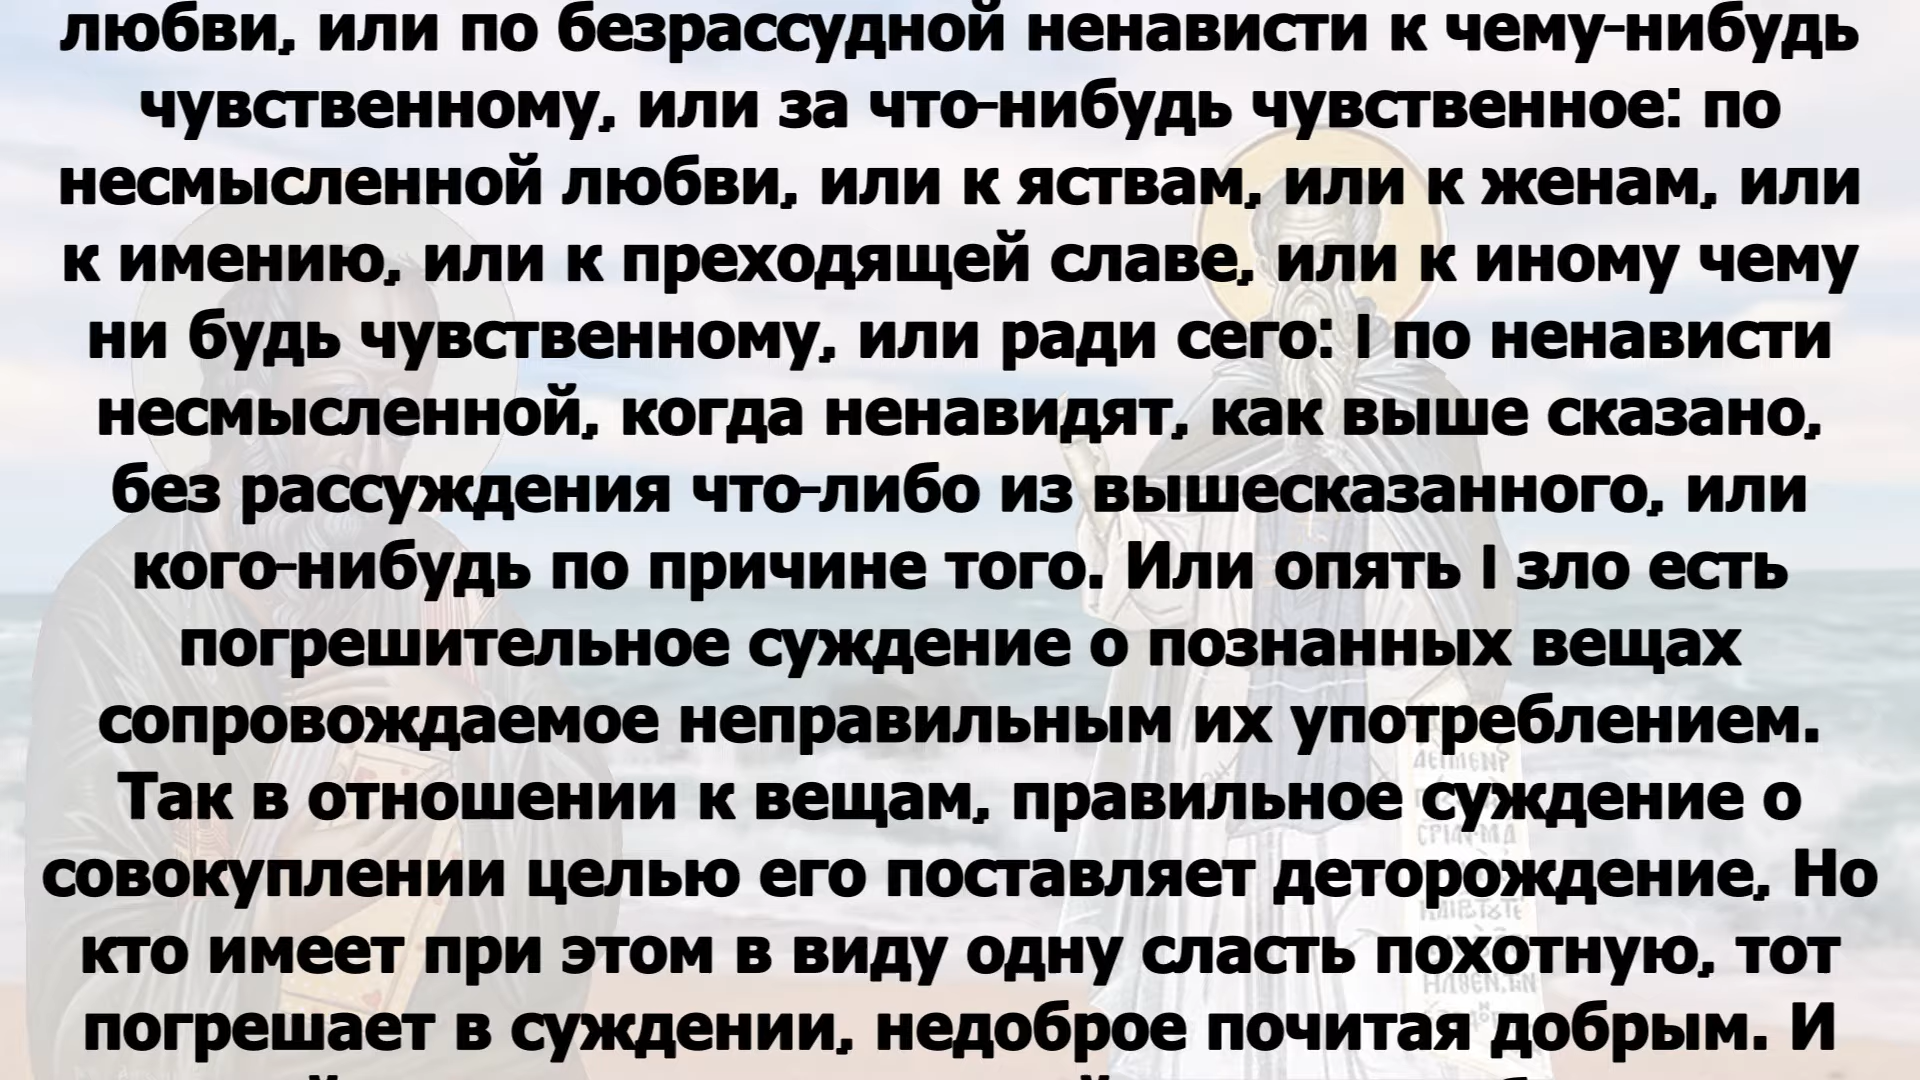 любви, или по безрассудной ненависти к чему-нибудь
чувственному, или за что-нибудь чувственное: по
несмысленной любви, или к яствам, или к женам, или
к имению, или к преходящей славе, или к иному чему
ни будь чувственному, или ради сего: I по ненависти
несмысленной, когда ненавидят, как выше сказано,
без рассуждения что-либо из вышесказанного, или
кого-нибудь по причине того. Или опять I зло есть
погрешительное суждение о познанных вещах
сопровождаемое неправильным их употреблением.
Так в отношении к вещам, правильное суждение о
совокуплении целью его поставляет деторождение, Но
кто имеет при этом в виду одну сласть похотную, тот
погрешает в суждении, недоброе почитая добрым. И